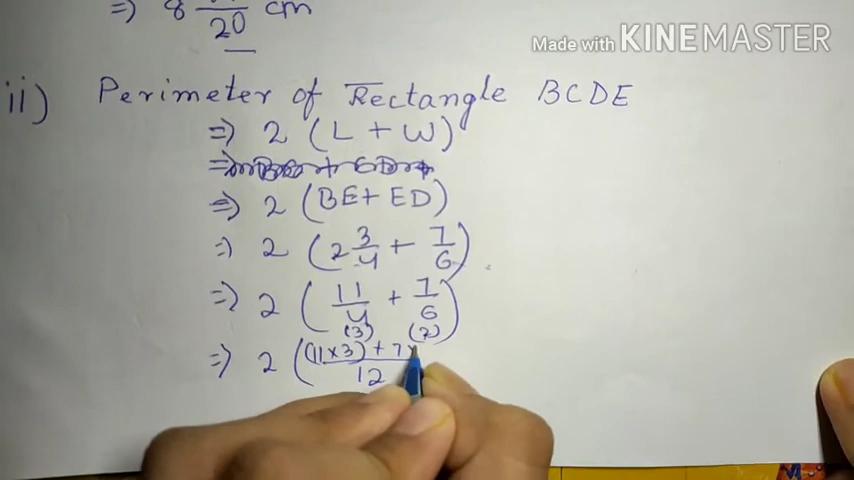 => 8 /20 cm
Made with KINEMASTER
ii) Perimeter of Rectangle BCDE
=> 2 (L + W)
=> 2 (BE + ED)
=> 2 (2 3/4 + 7/6)
=> 2 (11/4 + 7/6)
(3) (2)
=> 2 ((11×3) + 7× / 12